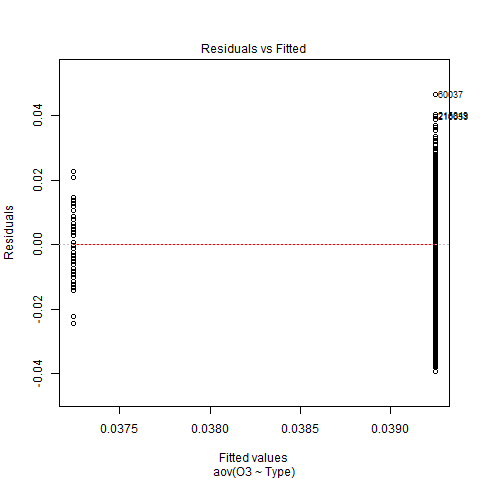 Residuals vs Fitted
60037
0.04
0.02
0.00
-0.02
-0.04
Residuals
0.0375
0.0380
0.0385
0.0390
Fitted values
aov(O3 ~ Type)